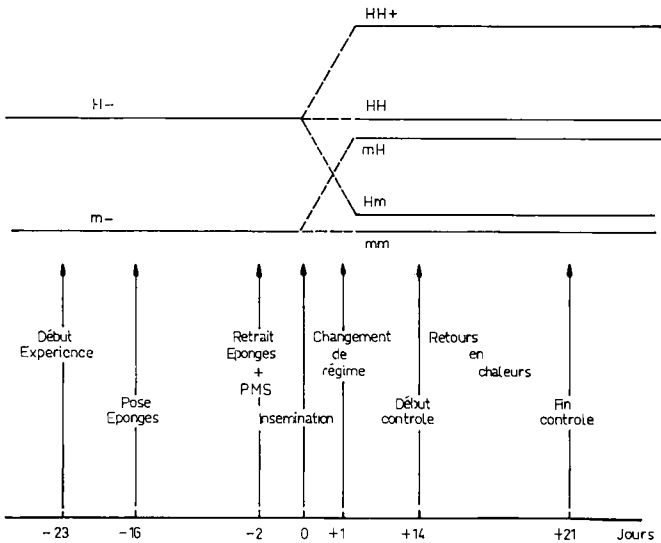 HH+
H-
HH
mH
Hm
m-
mm
Début
Experience
Pose
Eponges
Retrait
Eponges
+
PMS
Insemination
Changement
de
régime
Début
controle
Retours
en
chaleurs
Fin
controle
-23
-16
-2
0
+1
+14
+21
Jours